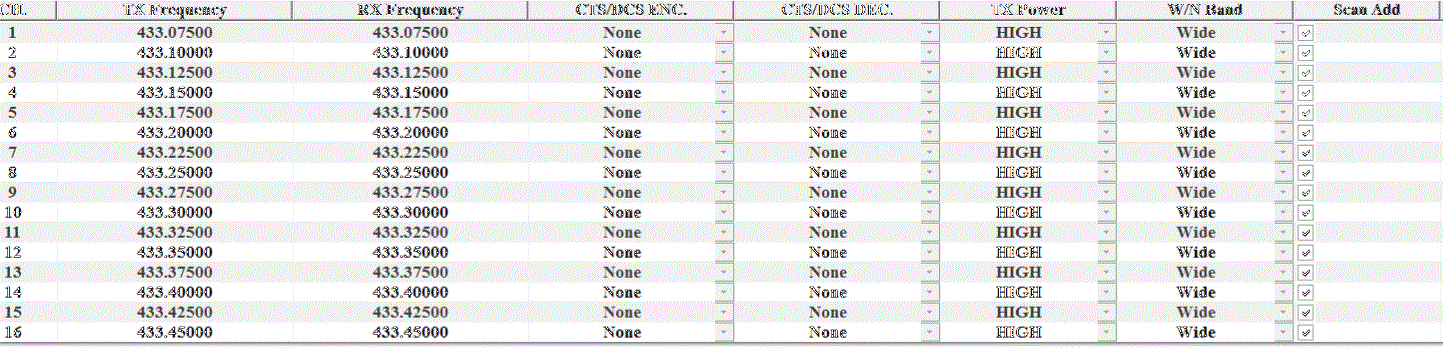 CH. TX Frequency RX Frequency CTS/DCS ENC. CTS/DCS DEC. TX Power W/N Band Scan Add
1 433.07500 433.07500 None None HIGH Wide
2 433.10000 433.10000 None None HIGH Wide
3 433.12500 433.12500 None None HIGH Wide
4 433.15000 433.15000 None None HIGH Wide
5 433.17500 433.17500 None None HIGH Wide
6 433.20000 433.20000 None None HIGH Wide
7 433.22500 433.22500 None None HIGH Wide
8 433.25000 433.25000 None None HIGH Wide
9 433.27500 433.27500 None None HIGH Wide
10 433.30000 433.30000 None None HIGH Wide
11 433.32500 433.32500 None None HIGH Wide
12 433.35000 433.35000 None None HIGH Wide
13 433.37500 433.37500 None None HIGH Wide
14 433.40000 433.40000 None None HIGH Wide
15 433.42500 433.42500 None None HIGH Wide
16 433.45000 433.45000 None None HIGH Wide